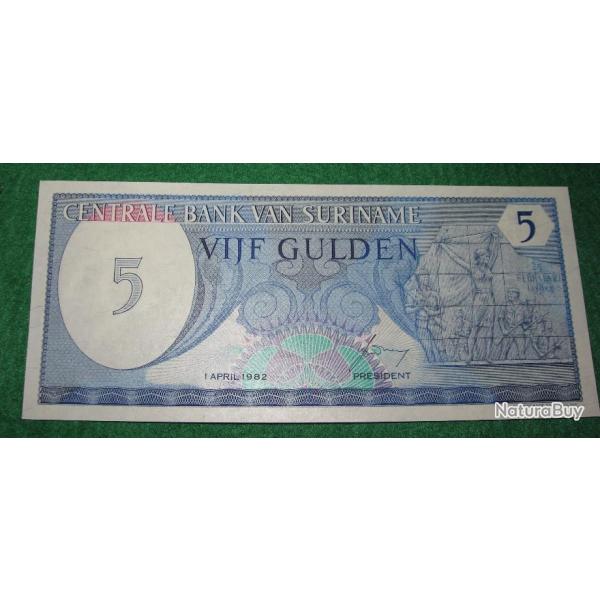 CENTRALE BANK VAN SURINAME
5
VIJF GULDEN
5
1 APRIL 1982
PRESIDENT
NaturaBuy